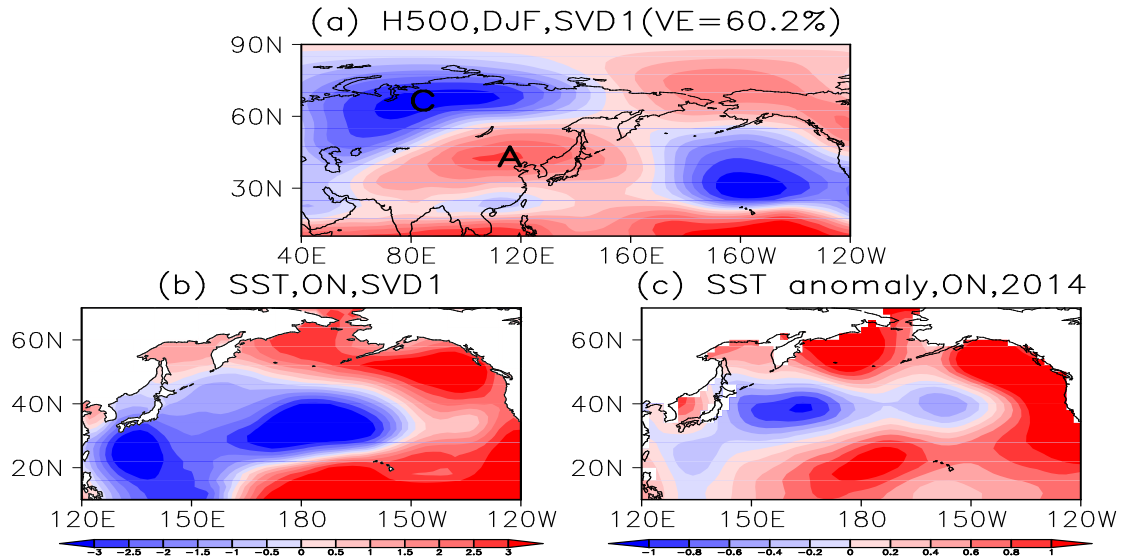 (a) H500,DJF,SVD1(VE=60.2%)
90N
60N
30N
C
A
40E 80E 120E 160E 160W 120W
(b) SST,ON,SVD1
60N
40N
20N
120E 150E 180 150W 120W
-3 -2.5 -2 -1.5 -1 -0.5 0 0.5 1 1.5 2 2.5 3
(c) SST anomaly,ON,2014
60N
40N
20N
120E 150E 180 150W 120W
-1 -0.8 -0.6 -0.4 -0.2 0 0.2 0.4 0.6 0.8